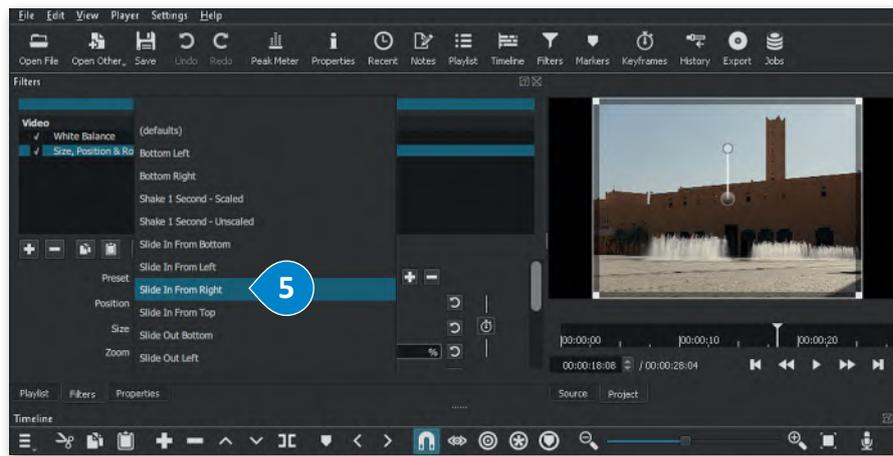 File Edit View Player Settings Help
Open File Open Other... Save Undo Redo Peak Meter Properties Recent Notes Playlist Timeline Filters Markers Keyframes History Export Jobs
Filters
Video
White Balance
Size, Position & Ro
(defaults)
Bottom Left
Bottom Right
Shake 1 Second - Scaled
Shake 1 Second - Unscaled
Slide In From Bottom
Slide In From Left
Slide In From Right
5
Slide In From Top
Slide Out Bottom
Slide Out Left
Preset
Position
Size
Zoom
%
00:00:00 00:00:10 00:00:20
00:00:18:08 / 00:00:28:04
Playlist Filters Properties
Source Project
Timeline